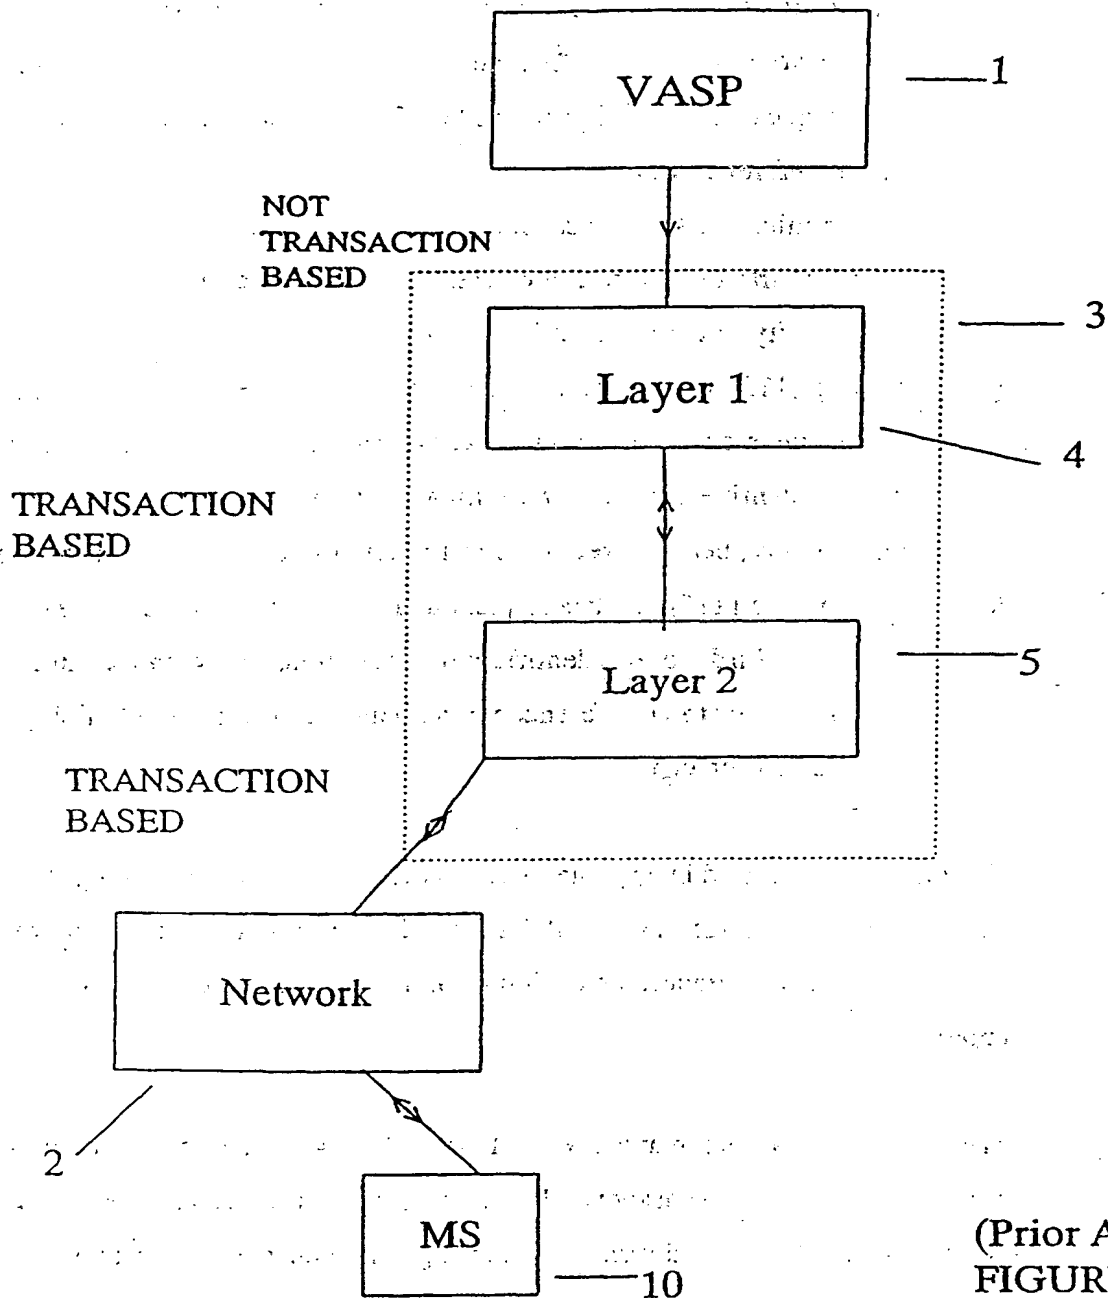 VASP
1
NOT
TRANSACTION
BASED
3
Layer 1
4
TRANSACTION
BASED
Layer 2
5
TRANSACTION
BASED
Network
2
MS
10
(Prior A
FIGUR